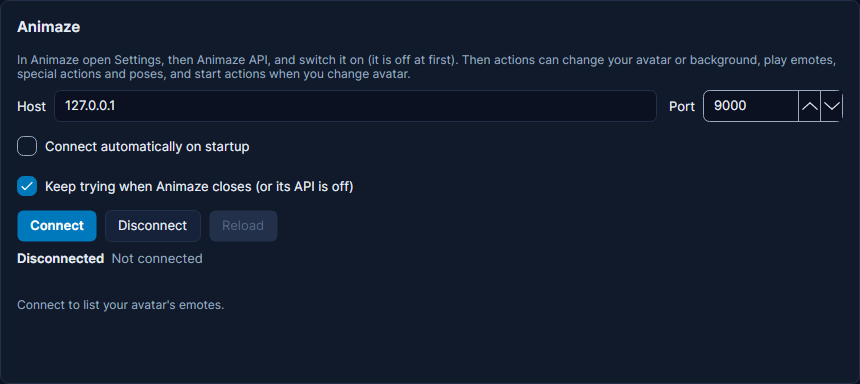 Animaze
In Animaze open Settings, then Animaze API, and switch it on (it is off at first). Then actions can change your avatar or background, play emotes,
special actions and poses, and start actions when you change avatar.
Host 127.0.0.1 Port 9000
Connect automatically on startup
Keep trying when Animaze closes (or its API is off)
Connect Disconnect Reload
Disconnected Not connected
Connect to list your avatar's emotes.